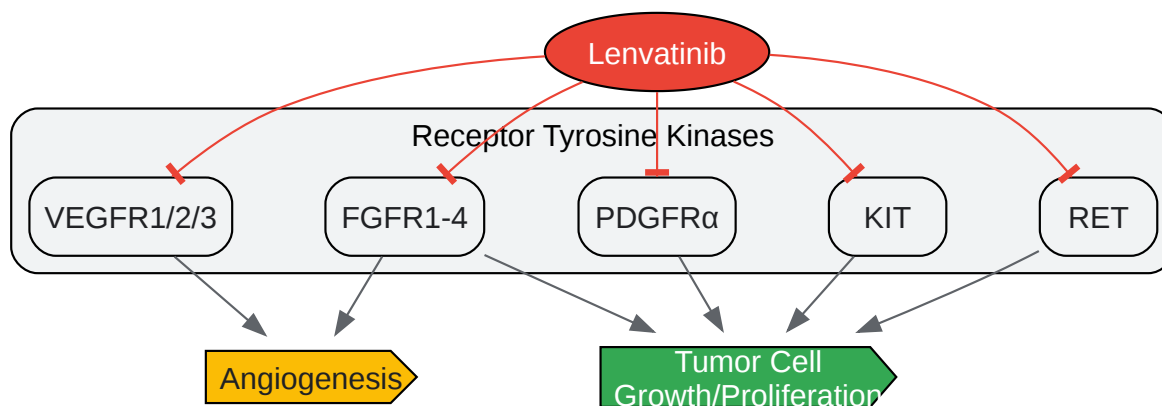 Lenvatinib
Receptor Tyrosine Kinases
VEGFR1/2/3
FGFR1-4
PDGFRα
KIT
RET
Angiogenesis
Tumor Cell
Growth/Proliferation